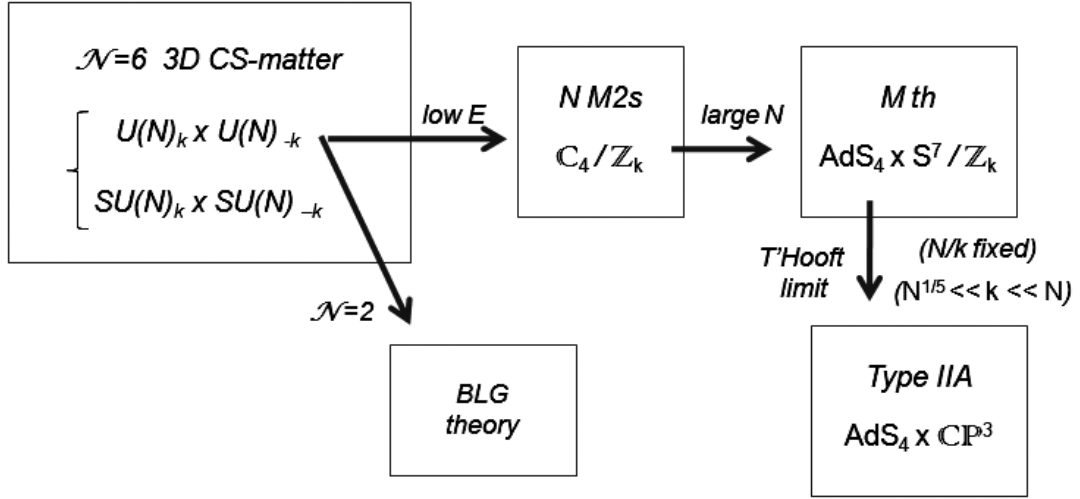 𝒩=6 3D CS-matter
U(N)ₖ x U(N) ₋ₖ
SU(N)ₖ x SU(N) ₋ₖ
low E
N M2s
ℂ₄ / ℤₖ
large N
M th
AdS₄ x S⁷ / ℤₖ
T'Hooft
limit
(N/k fixed)
(N^{1/5} << k << N)
𝒩=2
BLG
theory
Type IIA
AdS₄ x ℂℙ³